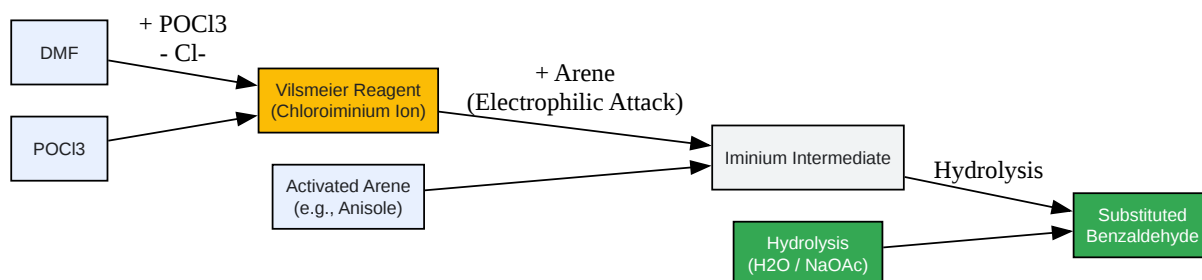 DMF
+ POCl3
- Cl-
POCl3
Vilsmeier Reagent
(Chloroiminium Ion)
+ Arene
(Electrophilic Attack)
Activated Arene
(e.g., Anisole)
Iminium Intermediate
Hydrolysis
Hydrolysis
(H2O / NaOAc)
Substituted
Benzaldehyde